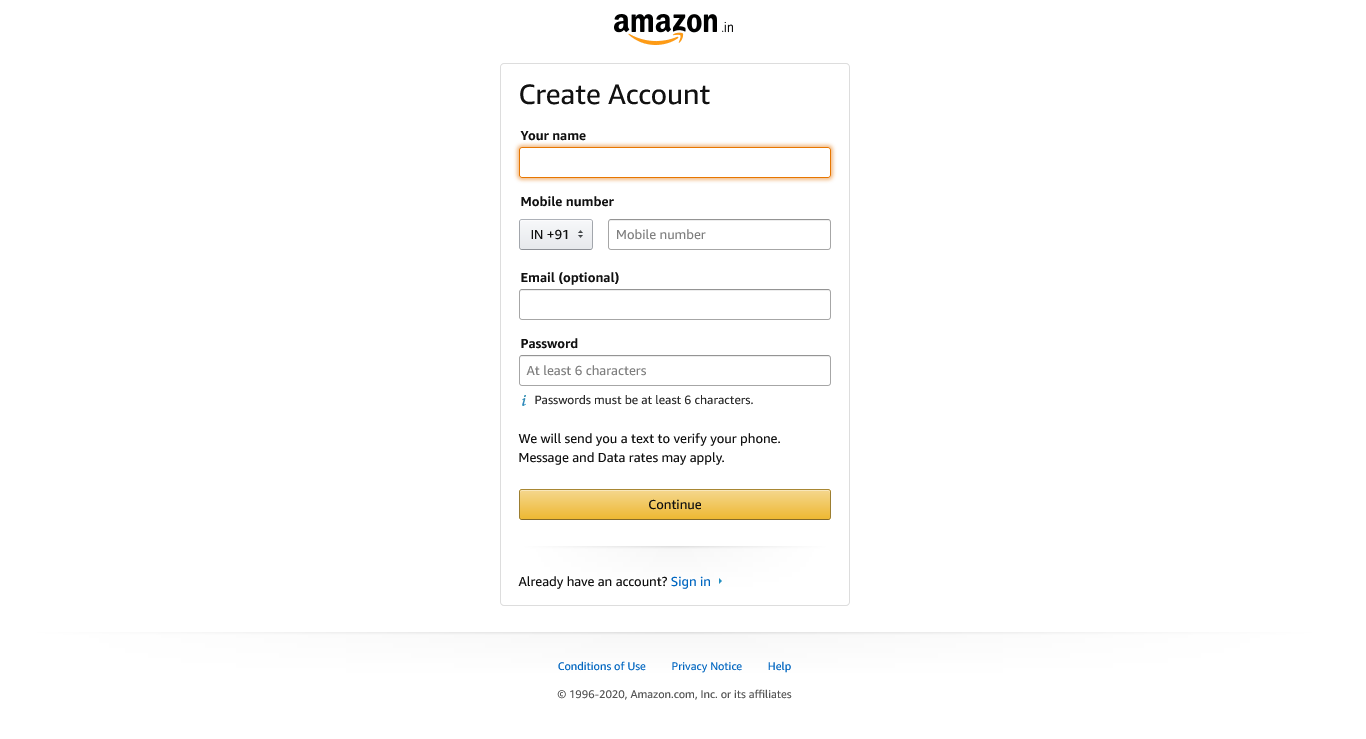 amazon.in
Create Account
Your name
Mobile number
IN +91 Mobile number
Email (optional)
Password
At least 6 characters
i Passwords must be at least 6 characters.
We will send you a text to verify your phone.
Message and Data rates may apply.
Continue
Already have an account? Sign in
Conditions of Use Privacy Notice Help
© 1996-2020, Amazon.com, Inc. or its affiliates